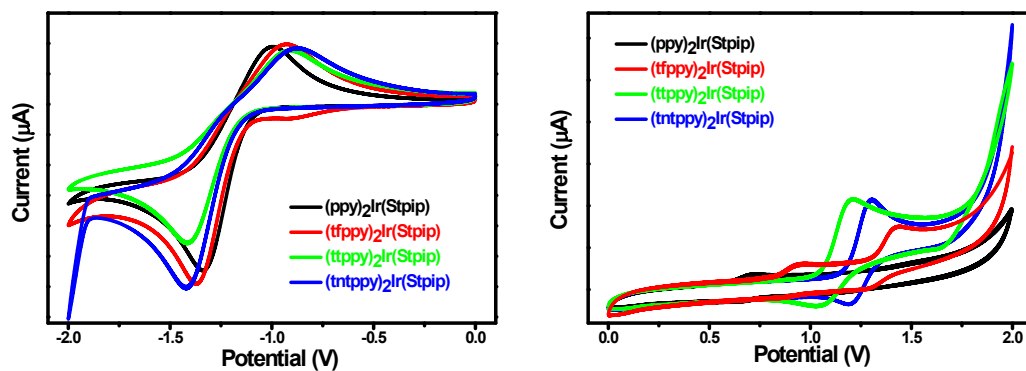 Current (μA)
(ppy)2Ir(Stpip)
(tfppy)2Ir(Stpip)
(ttppy)2Ir(Stpip)
(tntppy)2Ir(Stpip)
-2.0 -1.5 -1.0 -0.5 0.0
Potential (V)
Current (μA)
(ppy)2Ir(Stpip)
(tfppy)2Ir(Stpip)
(ttppy)2Ir(Stpip)
(tntppy)2Ir(Stpip)
0.0 0.5 1.0 1.5 2.0
Potential (V)